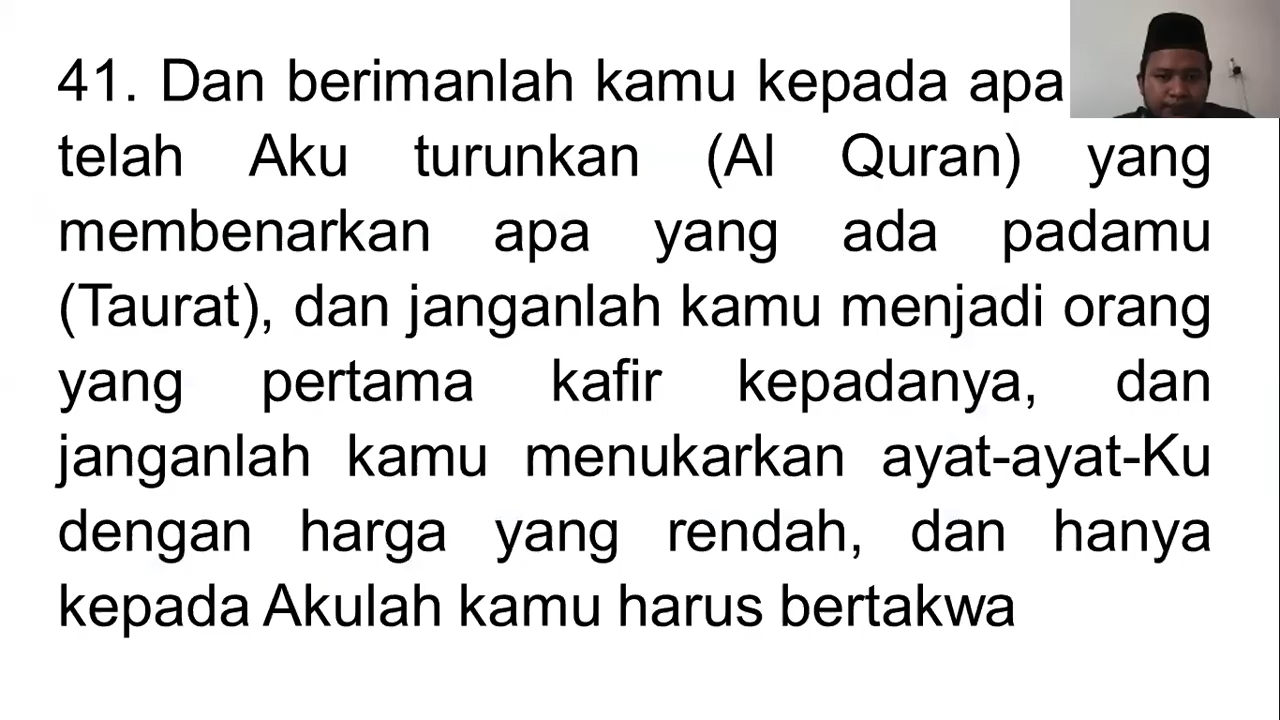 41. Dan berimanlah kamu kepada apa
telah Aku turunkan (Al Quran) yang
membenarkan apa yang ada padamu
(Taurat), dan janganlah kamu menjadi orang
yang pertama kafir kepadanya, dan
janganlah kamu menukarkan ayat-ayat-Ku
dengan harga yang rendah, dan hanya
kepada Akulah kamu harus bertakwa